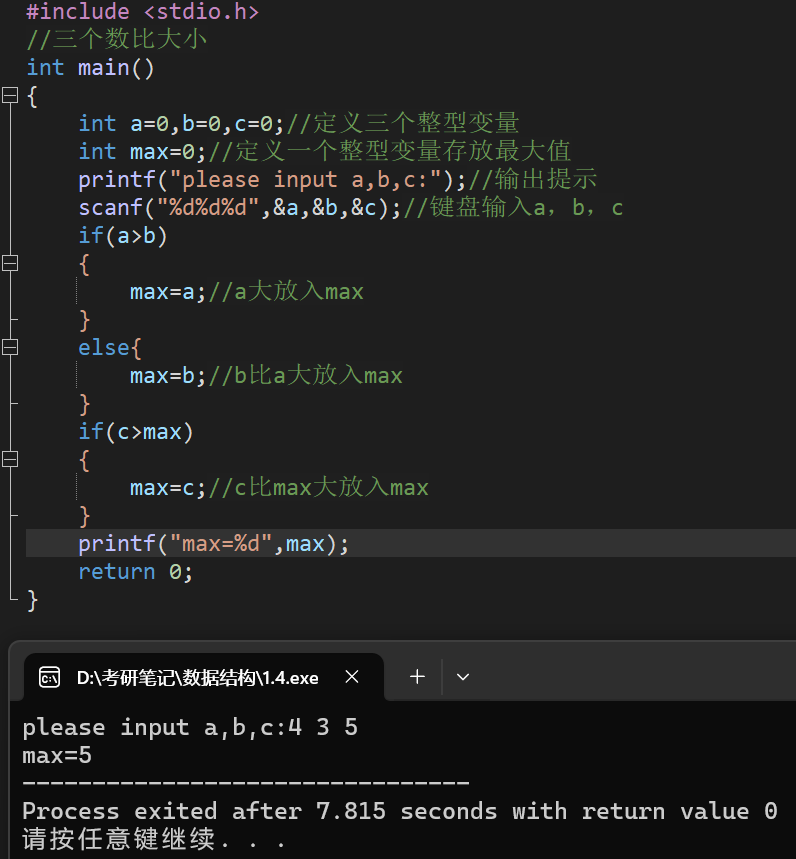 #include <stdio.h>
//三个数比大小
int main()
{
    int a=0,b=0,c=0;//定义三个整型变量
    int max=0;//定义一个整型变量存放最大值
    printf("please input a,b,c:");//输出提示
    scanf("%d%d%d",&a,&b,&c);//键盘输入a，b，c
    if(a>b)
    {
        max=a;//a大放入max
    }
    else{
        max=b;//b比a大放入max
    }
    if(c>max)
    {
        max=c;//c比max大放入max
    }
    printf("max=%d",max);
    return 0;
}
D:\考研笔记\数据结构\1.4.exe
please input a,b,c:4 3 5
max=5
--------------------------------
Process exited after 7.815 seconds with return value 0
请按任意键继续. . .